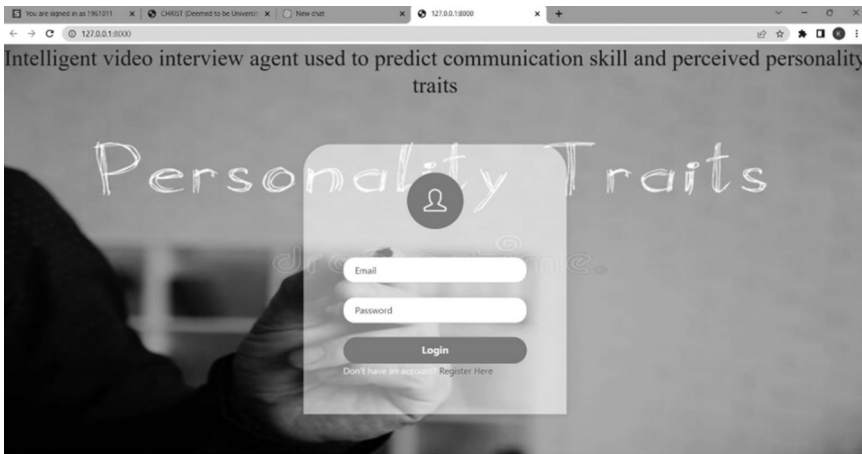 You are signed in as 1961011
CHRIST (Deemed to be Universit
New chat
127.0.0.1:8000
127.0.0.1:8000
Intelligent video interview agent used to predict communication skill and perceived personality
traits
Personality Traits
Email
Password
Login
Don't have an account? Register Here